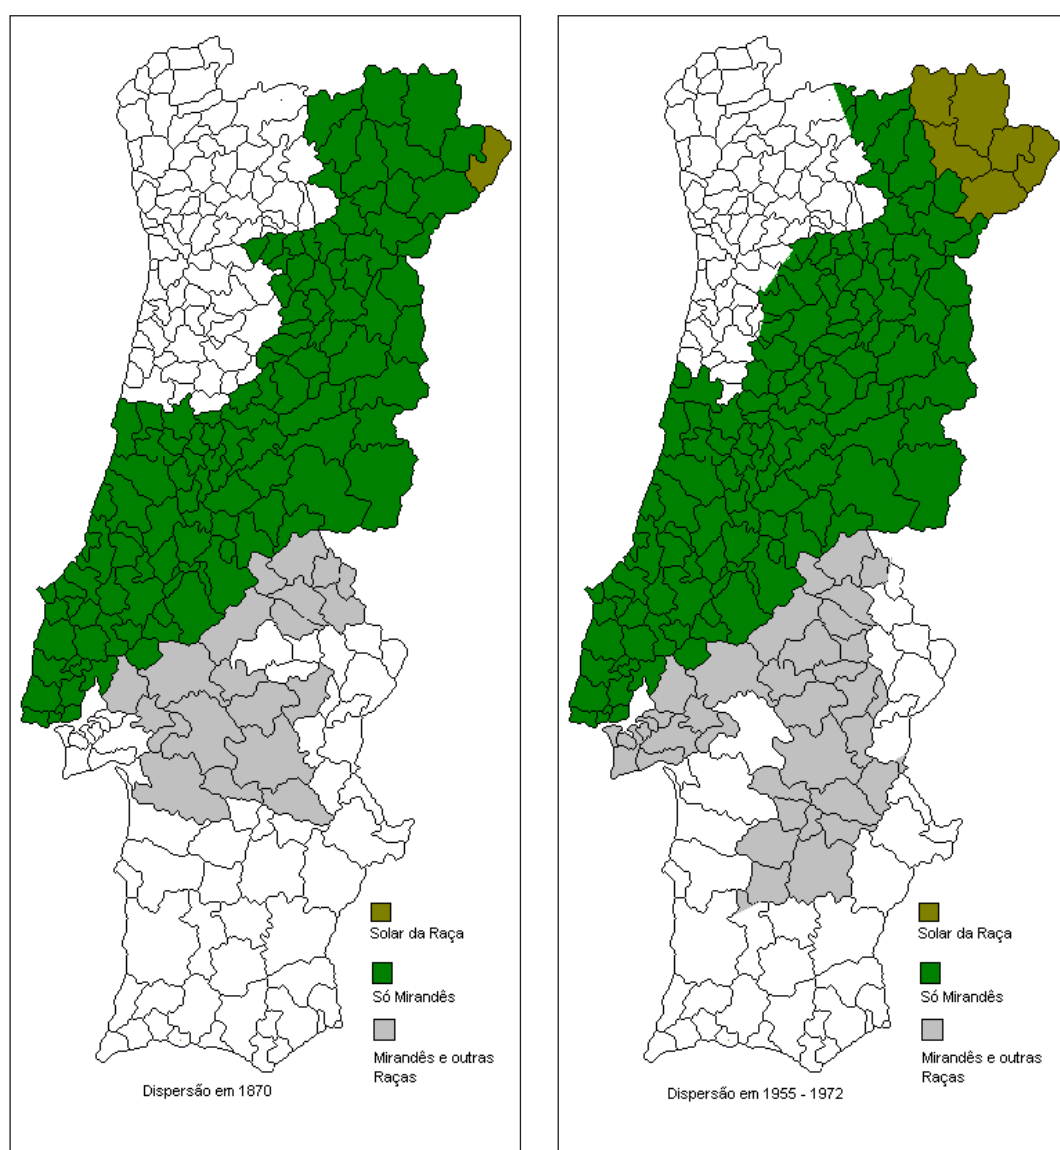 Solar da Raça
Só Mirandês
Mirandês e outras
Raças
Dispersão em 1870
Solar da Raça
Só Mirandês
Mirandês e outras
Raças
Dispersão em 1955 - 1972